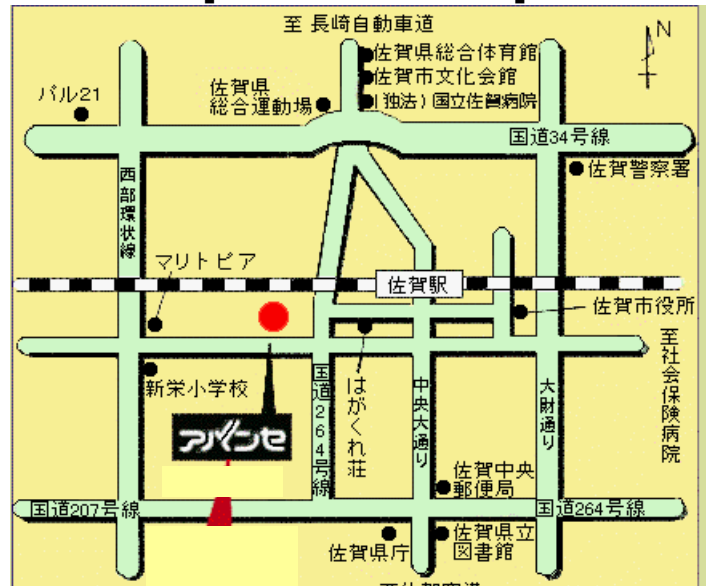 至 長崎自動車道
N
佐賀県総合体育館
佐賀市文化会館
(独法)国立佐賀病院
パル21
佐賀県
総合運動場
国道34号線
佐賀警察署
西部環状線
マリトピア
佐賀駅
佐賀市役所
至社会保険病院
新栄小学校
国道264号線
はがくれ荘
中央大通り
大財通り
アバンセ
佐賀中央
郵便局
国道207号線
国道264号線
佐賀県庁
佐賀県立
図書館